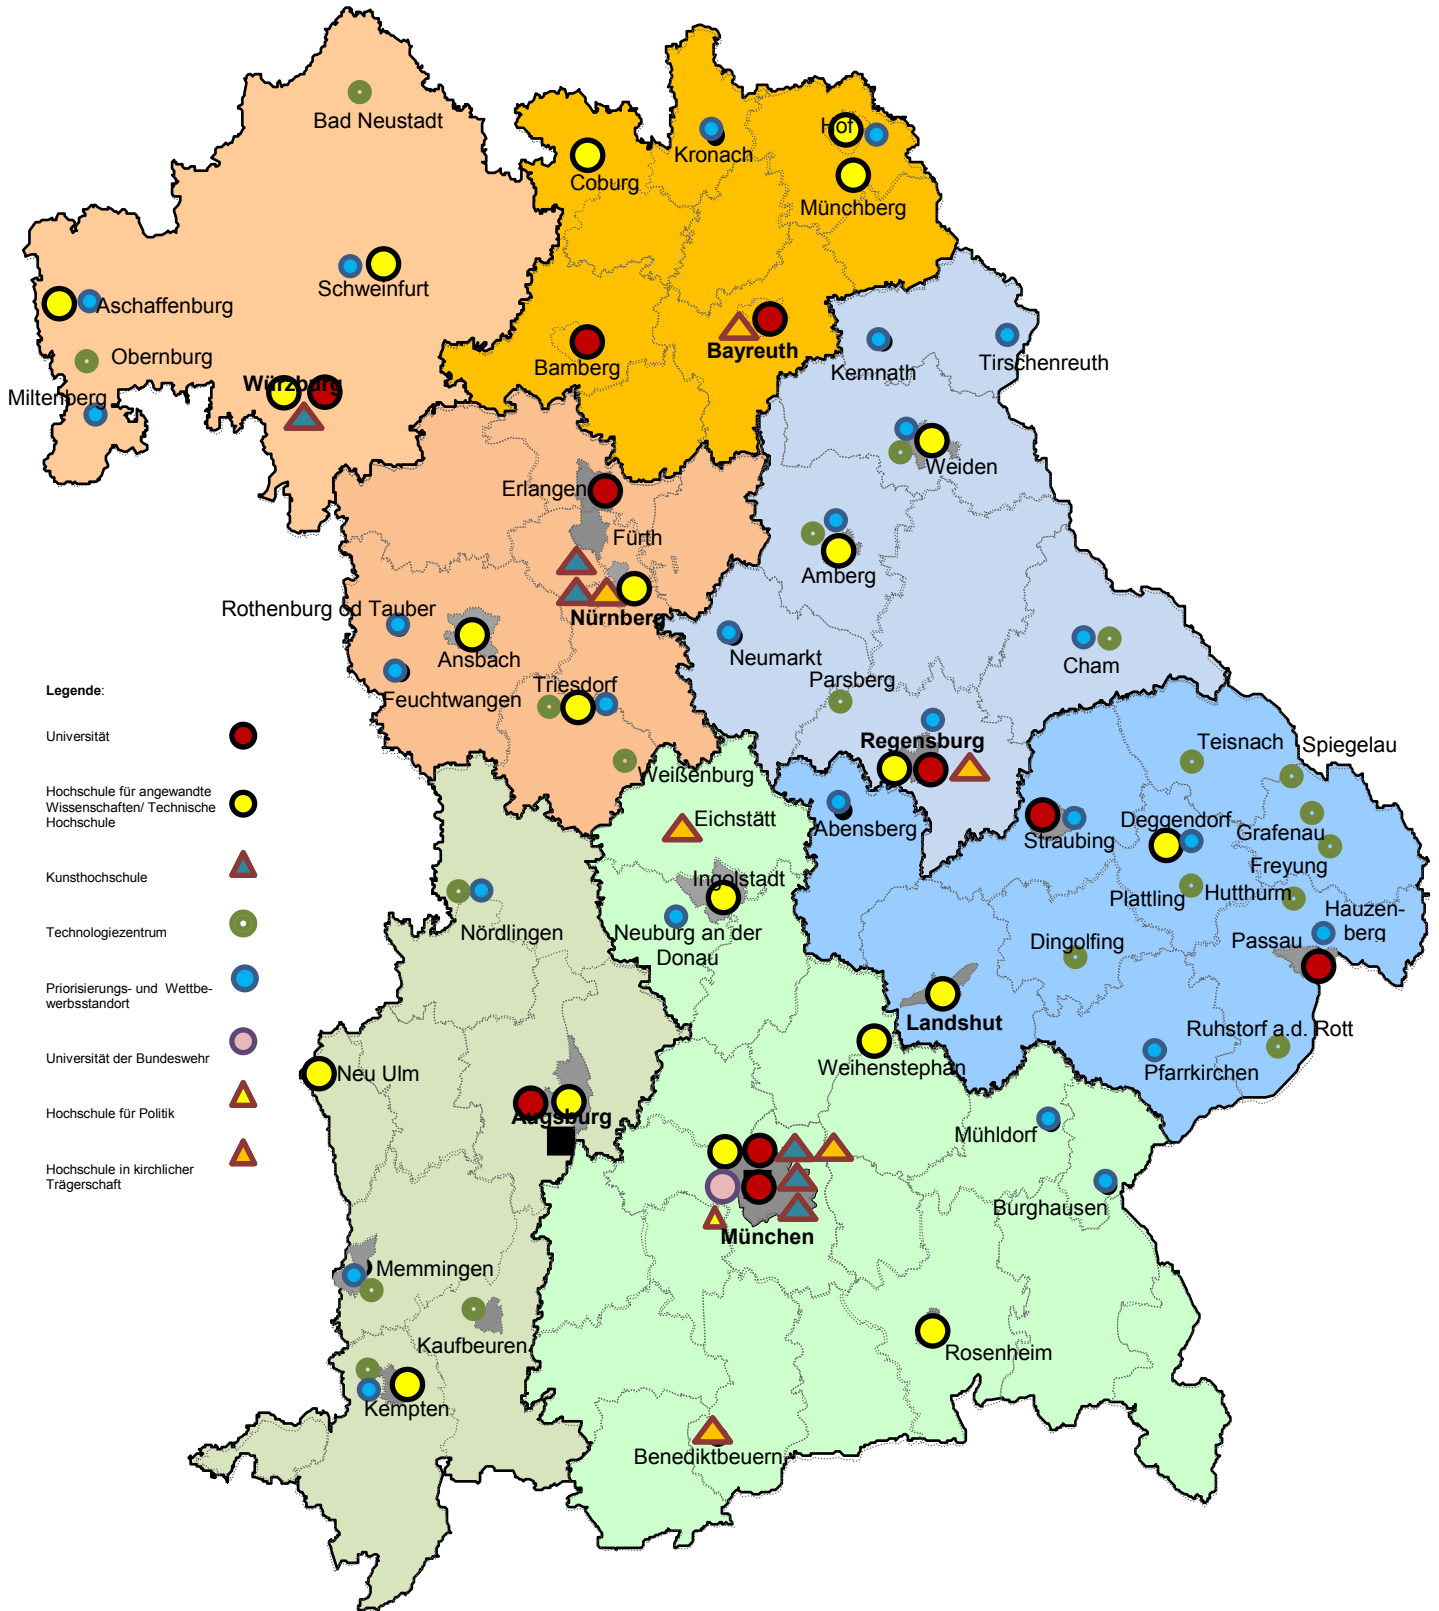 Bad Neustadt
Kronach
Hof
Coburg
Münchberg
Schweinfurt
Aschaffenburg
Obernburg
Miltenberg
Würzburg
Bamberg
Bayreuth
Kemnath
Tirschenreuth
Weiden
Erlangen
Fürth
Amberg
Nürnberg
Rothenburg od Tauber
Ansbach
Neumarkt
Cham
Feuchtwangen
Triesdorf
Parsberg
Regensburg
Weißenburg
Teisnach
Spiegelau
Eichstätt
Abensberg
Straubing
Deggendorf
Grafenau
Freyung
Ingolstadt
Plattling
Hutthurm
Hauzen-
berg
Nördlingen
Neuburg an der
Donau
Dingolfing
Passau
Landshut
Ruhstorf a.d. Rott
Weihenstephan
Pfarrkirchen
Neu Ulm
Augsburg
Mühldorf
Burghausen
München
Memmingen
Kaufbeuren
Rosenheim
Kempten
Benediktbeuern
Legende:
Universität
Hochschule für angewandte
Wissenschaften/ Technische
Hochschule
Kunsthochschule
Technologiezentrum
Priorisierungs- und Wettbe-
werbsstandort
Universität der Bundeswehr
Hochschule für Politik
Hochschule in kirchlicher
Trägerschaft